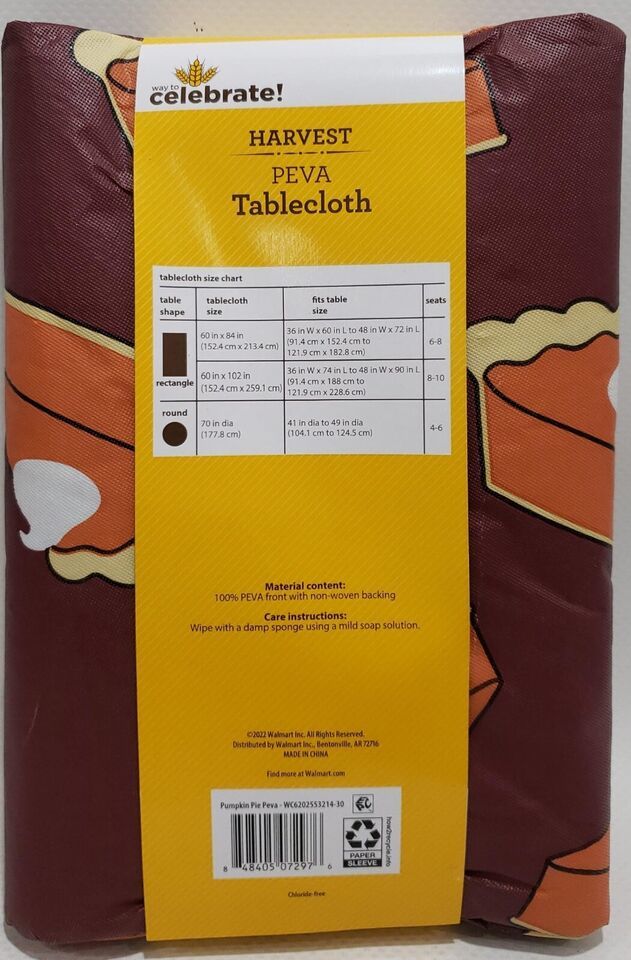 way to
celebrate!
HARVEST
PEVA
Tablecloth
tablecloth size chart
table shape
tablecloth size
fits table size
seats
rectangle
60 in x 84 in
(152.4 cm x 213.4 cm)
36 in W x 60 in L to 48 in W x 72 in L
(91.4 cm x 152.4 cm to
121.9 cm x 182.8 cm)
6-8
60 in x 102 in
(152.4 cm x 259.1 cm)
36 in W x 74 in L to 48 in W x 90 in L
(91.4 cm x 188 cm to
121.9 cm x 228.6 cm)
8-10
round
70 in dia
(177.8 cm)
41 in dia to 49 in dia
(104.1 cm to 124.5 cm)
4-6
Material content:
100% PEVA front with non-woven backing
Care instructions:
Wipe with a damp sponge using a mild soap solution.
©2022 Walmart Inc. All Rights Reserved.
Distributed by Walmart Inc., Bentonville, AR 72716
MADE IN CHINA
Find more at Walmart.com
Pumpkin Pie Peva - WC6202553214-30
8 48405 07297 6
PAPER
SLEEVE
how2recycle.info
Chloride-free